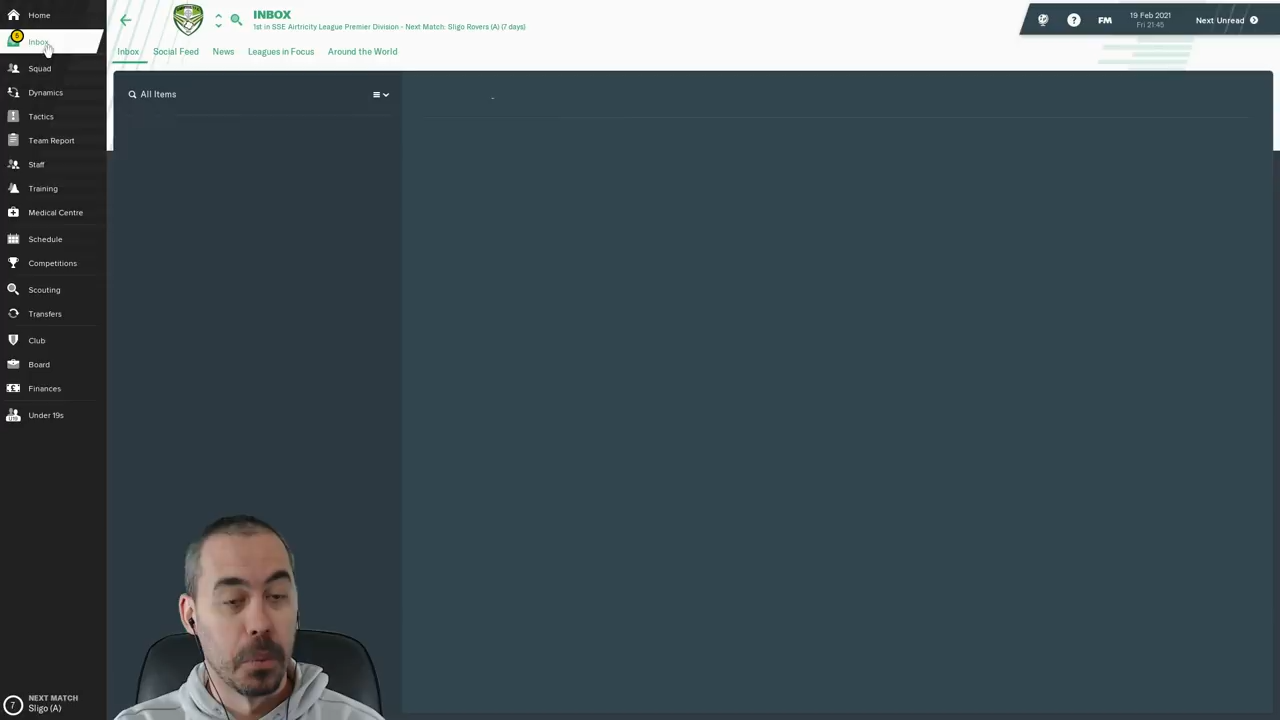 Home
5
Inbox
Squad
Dynamics
Tactics
Team Report
Staff
Training
Medical Centre
Schedule
Competitions
Scouting
Transfers
Club
Board
Finances
Under 19s
7
NEXT MATCH
Sligo (A)
INBOX
1st in SSE Airtricity League Premier Division - Next Match: Sligo Rovers (A) (7 days)
Inbox Social Feed News Leagues in Focus Around the World
All Items
-
?
FM
19 Feb 2021
Fri 21:45
Next Unread